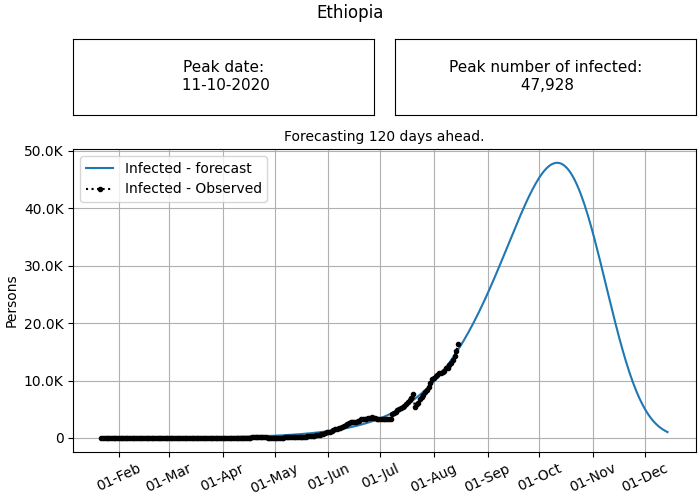 Ethiopia
Peak date:
11-10-2020
Peak number of infected:
47,928
Forecasting 120 days ahead.
50.0K
40.0K
30.0K
20.0K
10.0K
0
Persons
Infected - forecast
Infected - Observed
01-Feb
01-Mar
01-Apr
01-May
01-Jun
01-Jul
01-Aug
01-Sep
01-Oct
01-Nov
01-Dec